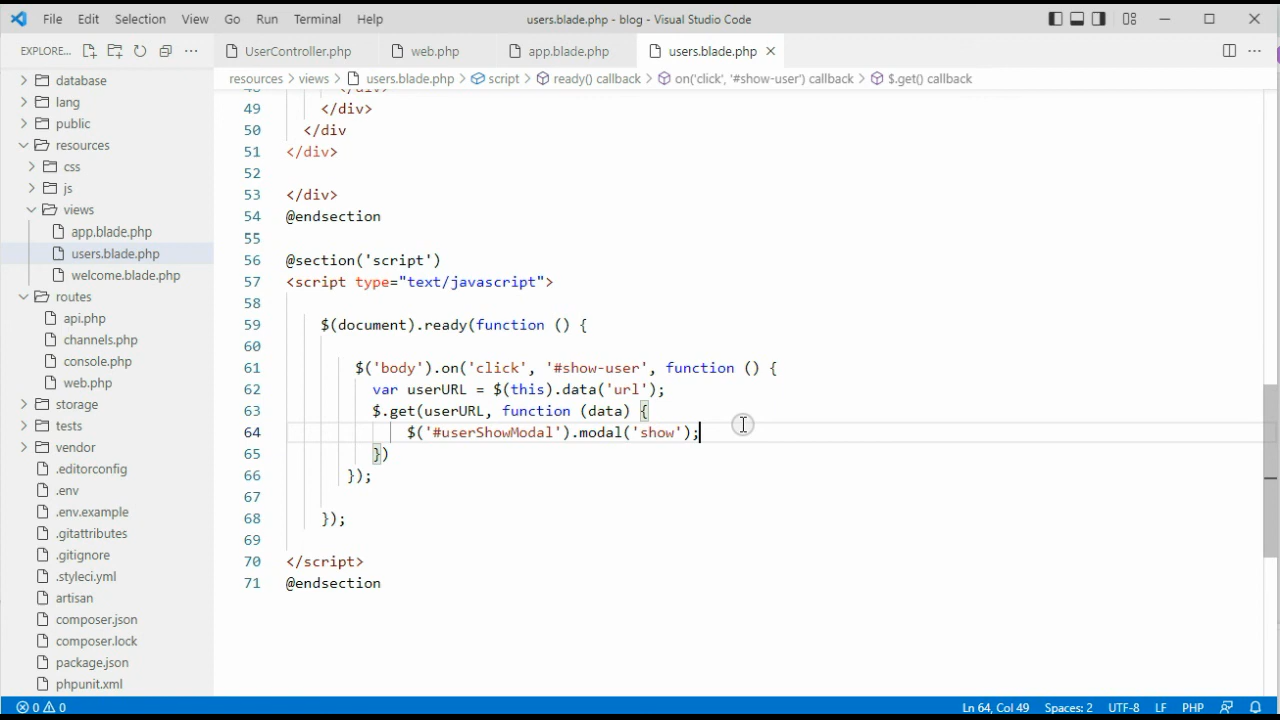 File Edit Selection View Go Run Terminal Help users.blade.php - blog - Visual Studio Code
EXPLORE... UserController.php web.php app.blade.php users.blade.php
resources > views > users.blade.php > script > ready() callback > on('click', '#show-user') callback > $.get() callback
database
lang
public
resources
css
js
views
app.blade.php
users.blade.php
welcome.blade.php
routes
api.php
channels.php
console.php
web.php
storage
tests
vendor
.editorconfig
.env
.env.example
.gitattributes
.gitignore
.styleci.yml
artisan
composer.json
composer.lock
package.json
phpunit.xml
48 </div>
49 </div>
50 </div
51 </div>
52
53 </div>
54 @endsection
55
56 @section('script')
57 <script type="text/javascript">
58
59 $(document).ready(function () {
60
61 $('body').on('click', '#show-user', function () {
62 var userURL = $(this).data('url');
63 $.get(userURL, function (data) {
64 $('#userShowModal').modal('show');
65 })
66 });
67
68 });
69
70 </script>
71 @endsection
0 0 Ln 64, Col 49 Spaces: 2 UTF-8 LF PHP